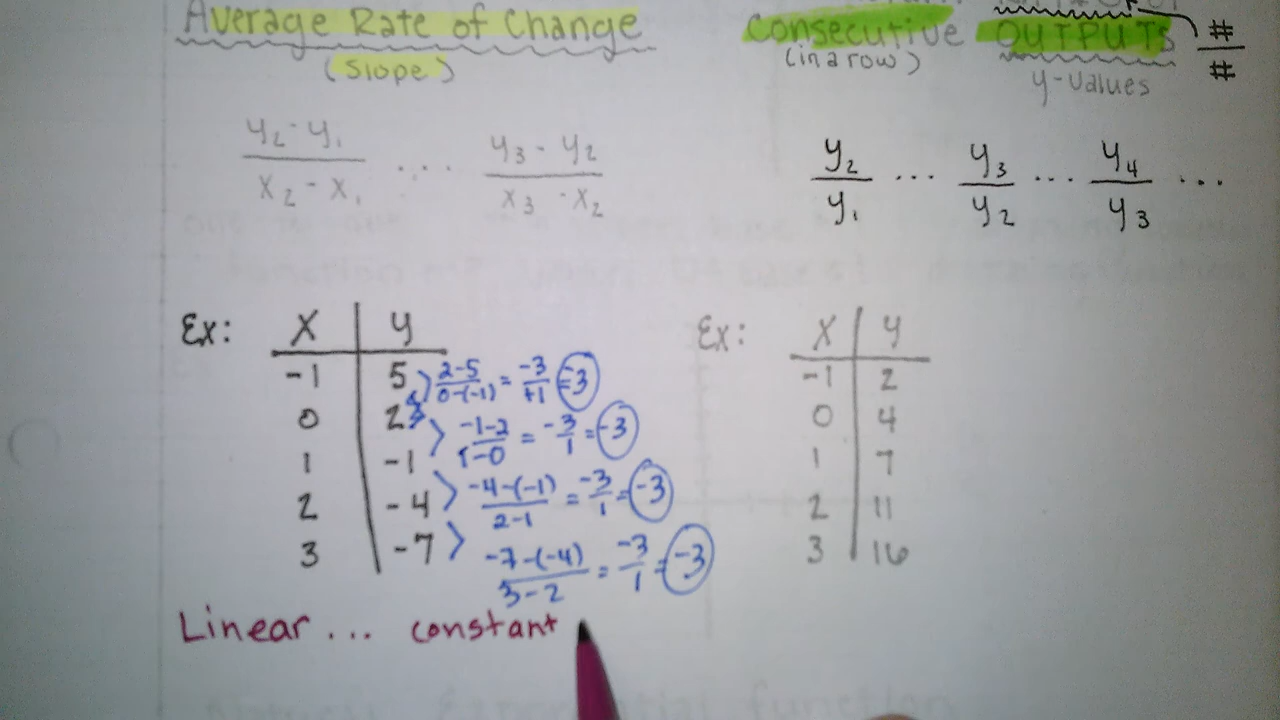 Average Rate of Change
(Slope)
y₂ - y₁ / x₂ - x₁ .... y₃ - y₂ / x₃ - x₂
Ex:
X | y
-1 | 5 2-5 / 0-(-1) = -3 / +1 = -3
0 | 2 -1-2 / 1-0 = -3 / 1 = -3
1 | -1 -4-(-1) / 2-1 = -3 / 1 = -3
2 | -4 -7-(-4) / 3-2 = -3 / 1 = -3
3 | -7
Linear ... constant
Consecutive OUTPUTS # / #
(in a row) y-values
y₂ / y₁ ... y₃ / y₂ ... y₄ / y₃ ...
Ex:
X | y
-1 | 2
0 | 4
1 | 7
2 | 11
3 | 16